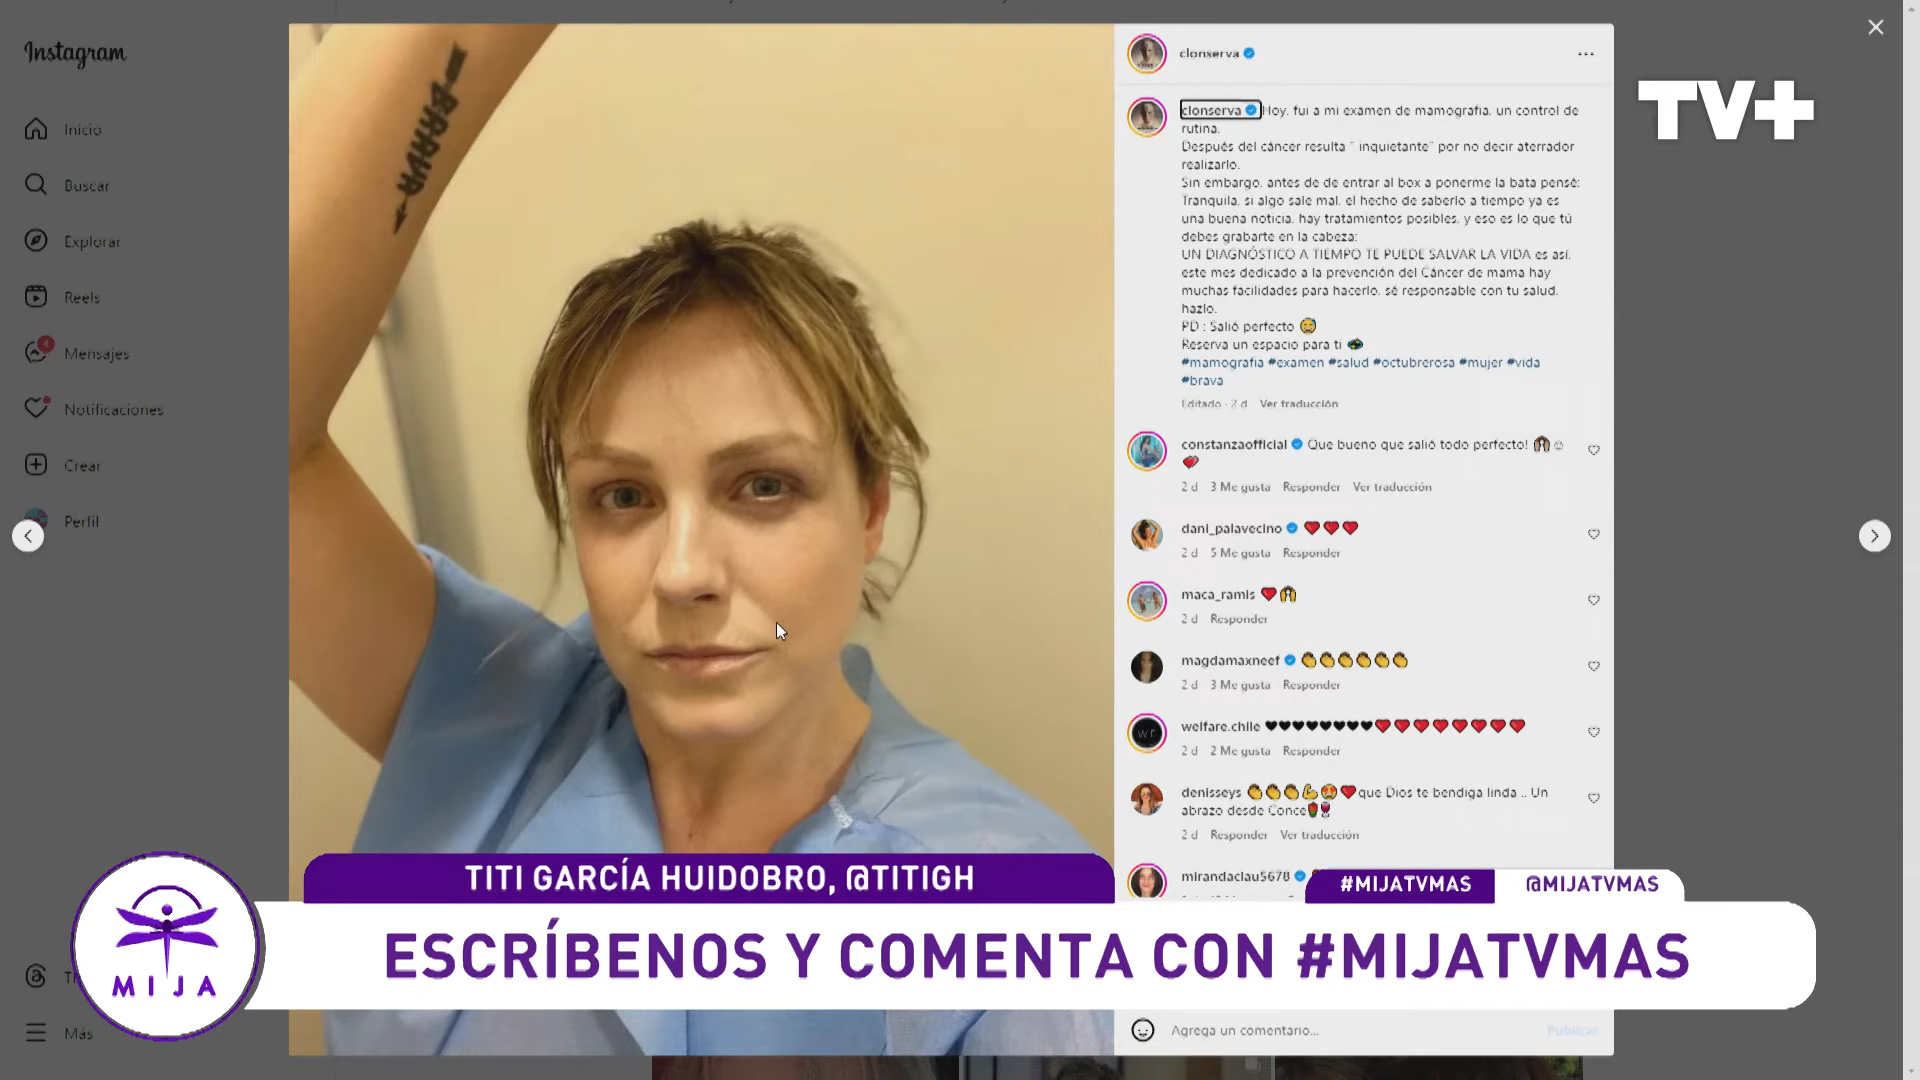 Instagram
Inicio
Buscar
Explorar
Reels
4
Mensajes
Notificaciones
Crear
Perfil
Más
BRAVA
clonserva
TV+
clonserva Hoy, fui a mi examen de mamografia, un control de
rutina.
Después del cáncer resulta " inquietante" por no decir aterrador
realizarlo.
Sin embargo, antes de de entrar al box a ponerme la bata pensé:
Tranquila, si algo sale mal, el hecho de saberlo a tiempo ya es
una buena noticia, hay tratamientos posibles, y eso es lo que tú
debes grabarte en la cabeza:
UN DIAGNÓSTICO A TIEMPO TE PUEDE SALVAR LA VIDA es así,
este mes dedicado a la prevención del Cáncer de mama hay
muchas facilidades para hacerlo, sé responsable con tu salud,
hazlo.
PD : Salió perfecto 😅
Reserva un espacio para ti
#mamografia #examen #salud #octubrerosa #mujer #vida
#brava
Editado · 2 d Ver traducción
constanzaofficial Que bueno que salió todo perfecto!
2 d 3 Me gusta Responder Ver traducción
dani_palavecino ❤️❤️❤️
2 d 5 Me gusta Responder
maca_ramis ❤️🙌
2 d Responder
magdamaxneef 👏👏👏👏👏👏
2 d 3 Me gusta Responder
welfare.chile 🖤🖤🖤🖤🖤🖤🖤🖤❤️❤️❤️❤️❤️❤️❤️❤️
wr
2 d 2 Me gusta Responder
denisseys 👏👏👏💪😍❤️que Dios te bendiga linda .. Un
abrazo desde Conce🌹🍷
2 d Responder Ver traducción
mirandaclau5678
Agrega un comentario...
Publicar
TITI GARCÍA HUIDOBRO, @TITIGH
#MIJATVMAS
@MIJATVMAS
MIJA
ESCRÍBENOS Y COMENTA CON #MIJATVMAS